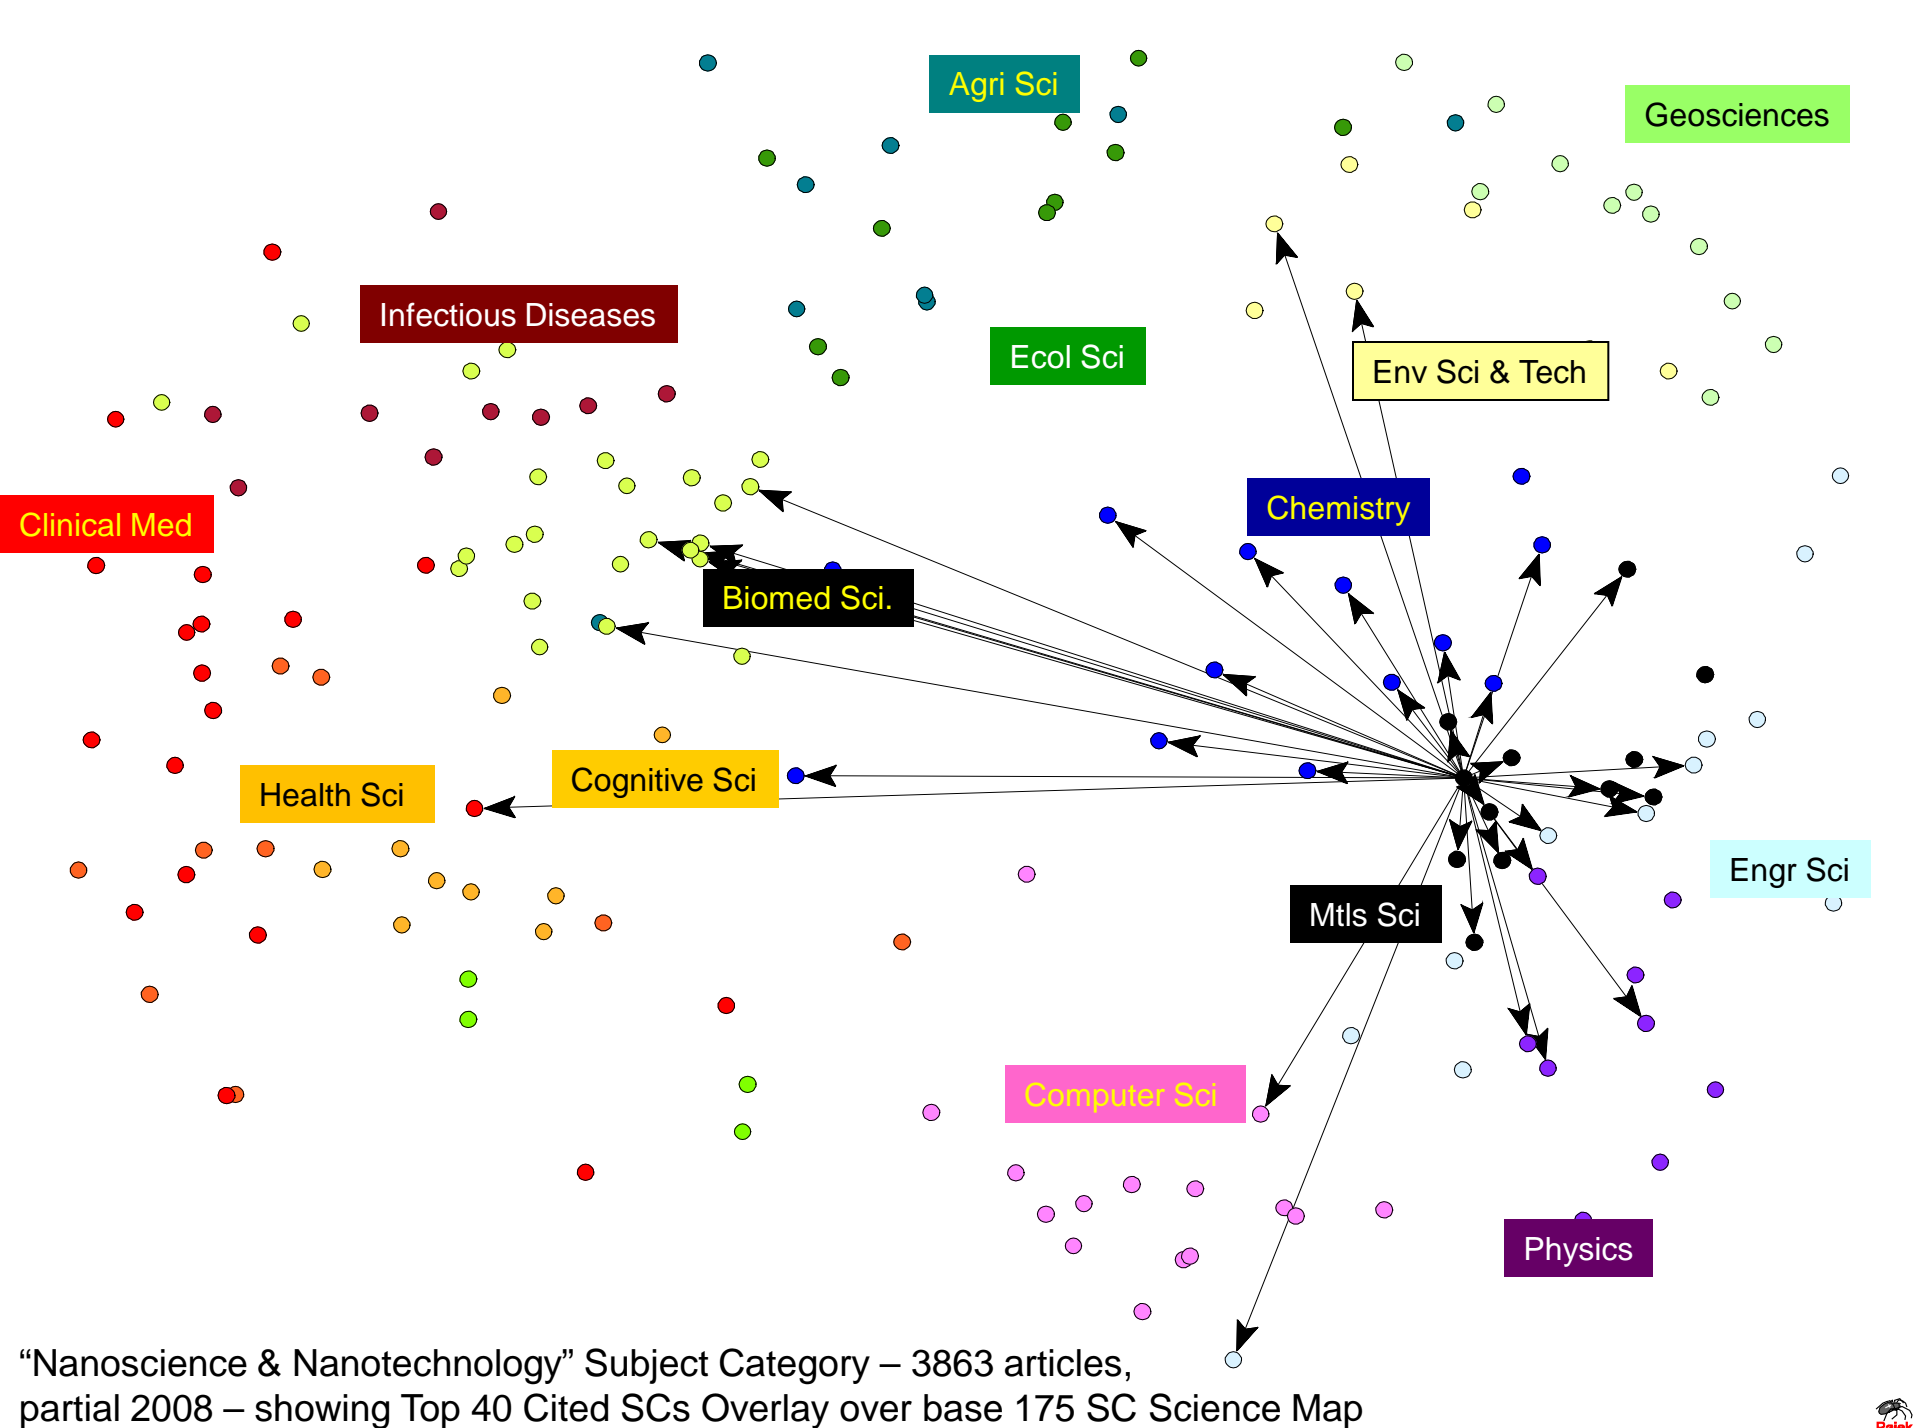 Agri Sci
Geosciences
Infectious Diseases
Ecol Sci
Env Sci & Tech
Clinical Med
Chemistry
Biomed Sci.
Cognitive Sci
Health Sci
Engr Sci
Mtls Sci
Computer Sci
Physics
“Nanoscience & Nanotechnology” Subject Category – 3863 articles,
partial 2008 – showing Top 40 Cited SCs Overlay over base 175 SC Science Map
Pajek